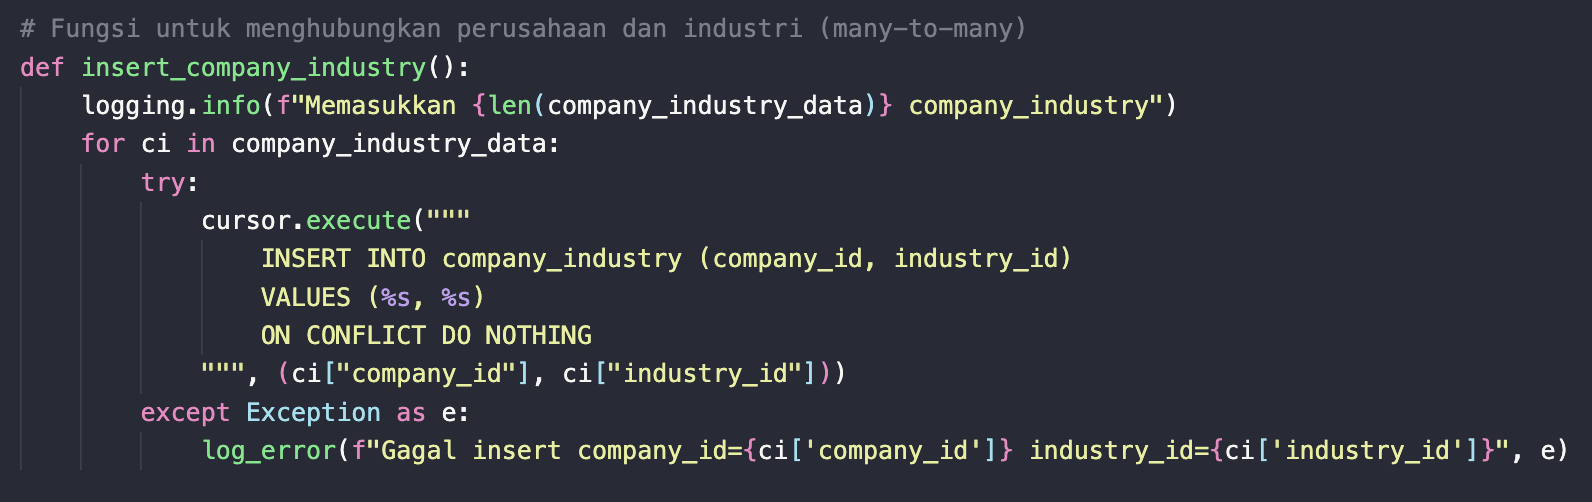 # Fungsi untuk menghubungkan perusahaan dan industri (many-to-many)
def insert_company_industry():
    logging.info(f"Memasukkan {len(company_industry_data)} company_industry")
    for ci in company_industry_data:
        try:
            cursor.execute("""
                INSERT INTO company_industry (company_id, industry_id)
                VALUES (%s, %s)
                ON CONFLICT DO NOTHING
            """, (ci["company_id"], ci["industry_id"]))
        except Exception as e:
            log_error(f"Gagal insert company_id={ci['company_id']} industry_id={ci['industry_id']}", e)